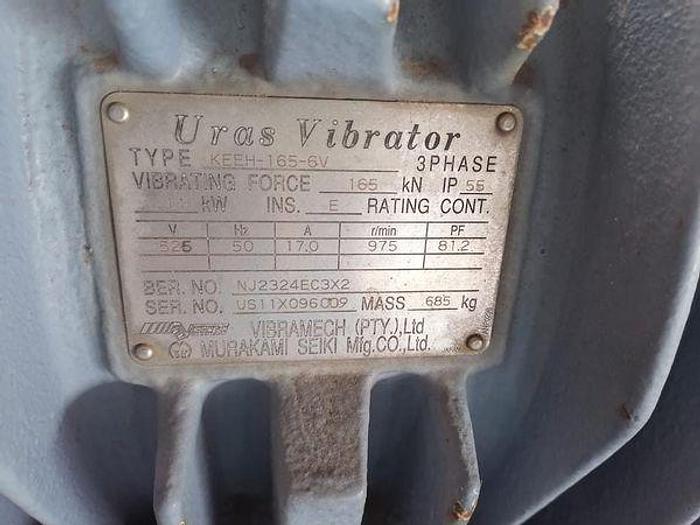 Uras Vibrator
TYPE KEEH-165-6V 3PHASE
VIBRATING FORCE 165 kN IP 55
kW INS. E RATING CONT.
V Hz A r/min PF
525 50 17.0 975 81.2
BER. NO. NJ2324EC3X2
SER. NO. US11X096009 MASS 685 kg
VIBRAMECH (PTY.),Ltd
MURAKAMI SEIKI Mfg.CO.,Ltd.